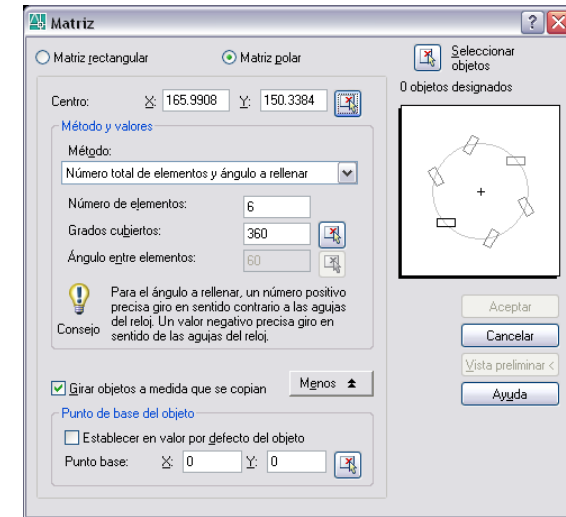 Matriz
Matriz rectangular
Matriz polar
Seleccionar
objetos
0 objetos designados
Centro: X: 165.9908 Y: 150.3384
Método y valores
Método:
Número total de elementos y ángulo a rellenar
Número de elementos: 6
Grados cubiertos: 360
Ángulo entre elementos: 60
Para el ángulo a rellenar, un número positivo
precisa giro en sentido contrario a las agujas
del reloj. Un valor negativo precisa giro en
sentido de las agujas del reloj.
Consejo
Girar objetos a medida que se copian
Menos
Punto de base del objeto
Establecer en valor por defecto del objeto
Punto base: X: 0 Y: 0
Aceptar
Cancelar
Vista preliminar <
Ayuda